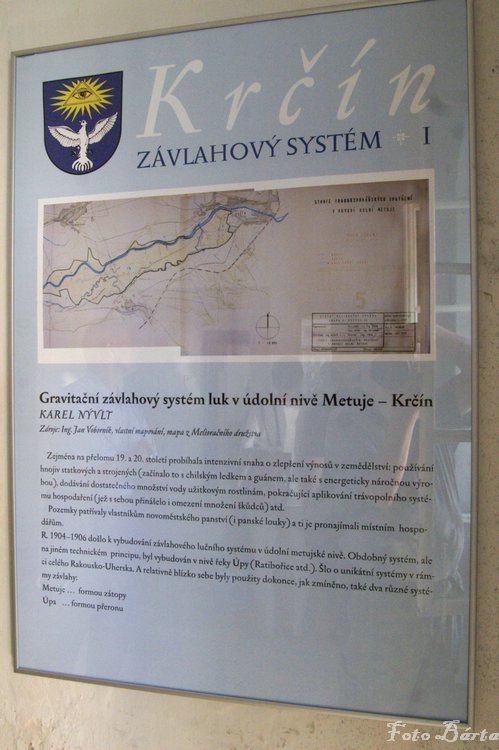 Krčín
ZÁVLAHOVÝ SYSTÉM I
Gravitační závlahový systém luk v údolní nivě Metuje – Krčín
KAREL NÝVLT
Zdroje: Ing. Jan Voborník, vlastní mapování, mapa z Melioračního družstva
Zejména na přelomu 19. a 20. století probíhala intenzivní snaha o zlepšení výnosů v zemědělství: používání
hnojiv statkových a strojených (začínalo to s chilským ledkem a guánem, ale také s energeticky náročnou výro-
bou), dodávání dostatečného množství vody užitkovým rostlinám, pokračující aplikování trávopolního systé-
mu hospodaření (jež s sebou přinášelo i omezení množení škůdců) atd.
Pozemky patřívaly vlastníkům novoměstského panství (i panské louky) a ti je pronajímali místním hospo-
dářům.
R. 1904–1906 došlo k vybudování závlahového lučního systému v údolní metujské nivě. Obdobný systém, ale
na jiném technickém principu, byl vybudován v nivě řeky Úpy (Ratibořice atd.). Šlo o unikátní systémy v rám-
ci celého Rakousko-Uherska. A relativně blízko sebe byly použity dokonce, jak zmíněno, také dva různé systé-
my závlahy:
Metuje … formou zátopy
Úpa … formou přeronu
Foto Bárta